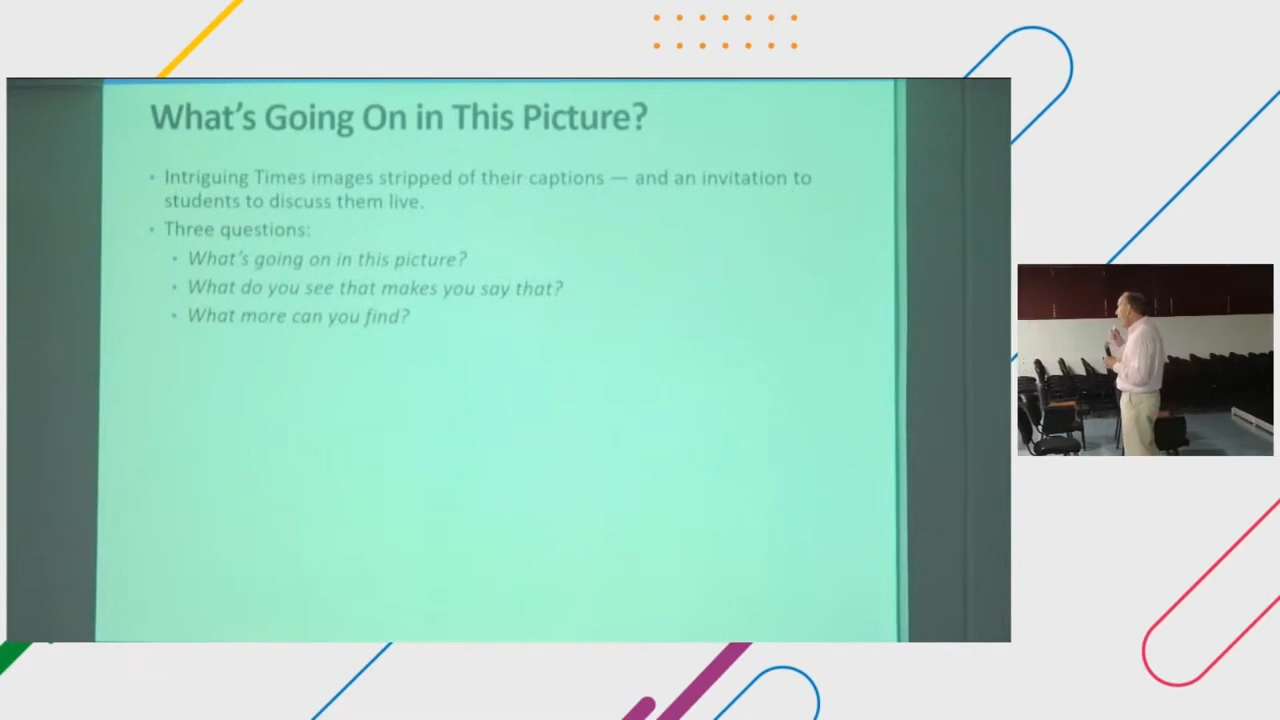 What's Going On in This Picture?
• Intriguing Times images stripped of their captions — and an invitation to
students to discuss them live.
• Three questions:
• What's going on in this picture?
• What do you see that makes you say that?
• What more can you find?